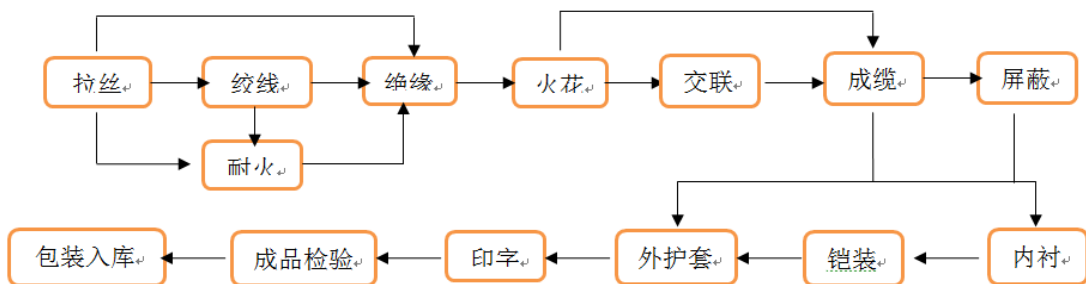 拉丝
绞线
绝缘
火花
交联
成缆
屏蔽
耐火
包装入库
成品检验
印字
外护套
铠装
内衬